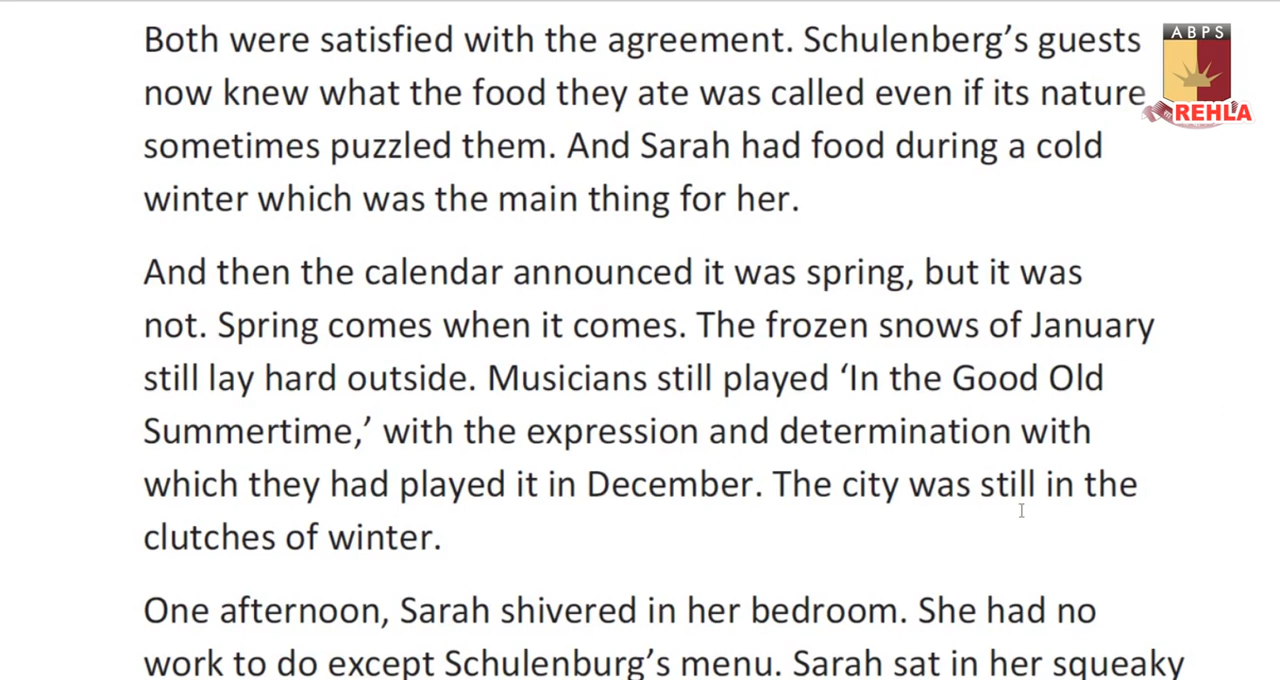 Both were satisfied with the agreement. Schulenberg’s guests
now knew what the food they ate was called even if its nature
sometimes puzzled them. And Sarah had food during a cold
winter which was the main thing for her.
And then the calendar announced it was spring, but it was
not. Spring comes when it comes. The frozen snows of January
still lay hard outside. Musicians still played ‘In the Good Old
Summertime,’ with the expression and determination with
which they had played it in December. The city was still in the
clutches of winter.
One afternoon, Sarah shivered in her bedroom. She had no
work to do except Schulenburg’s menu. Sarah sat in her squeaky
ABPS
REHLA